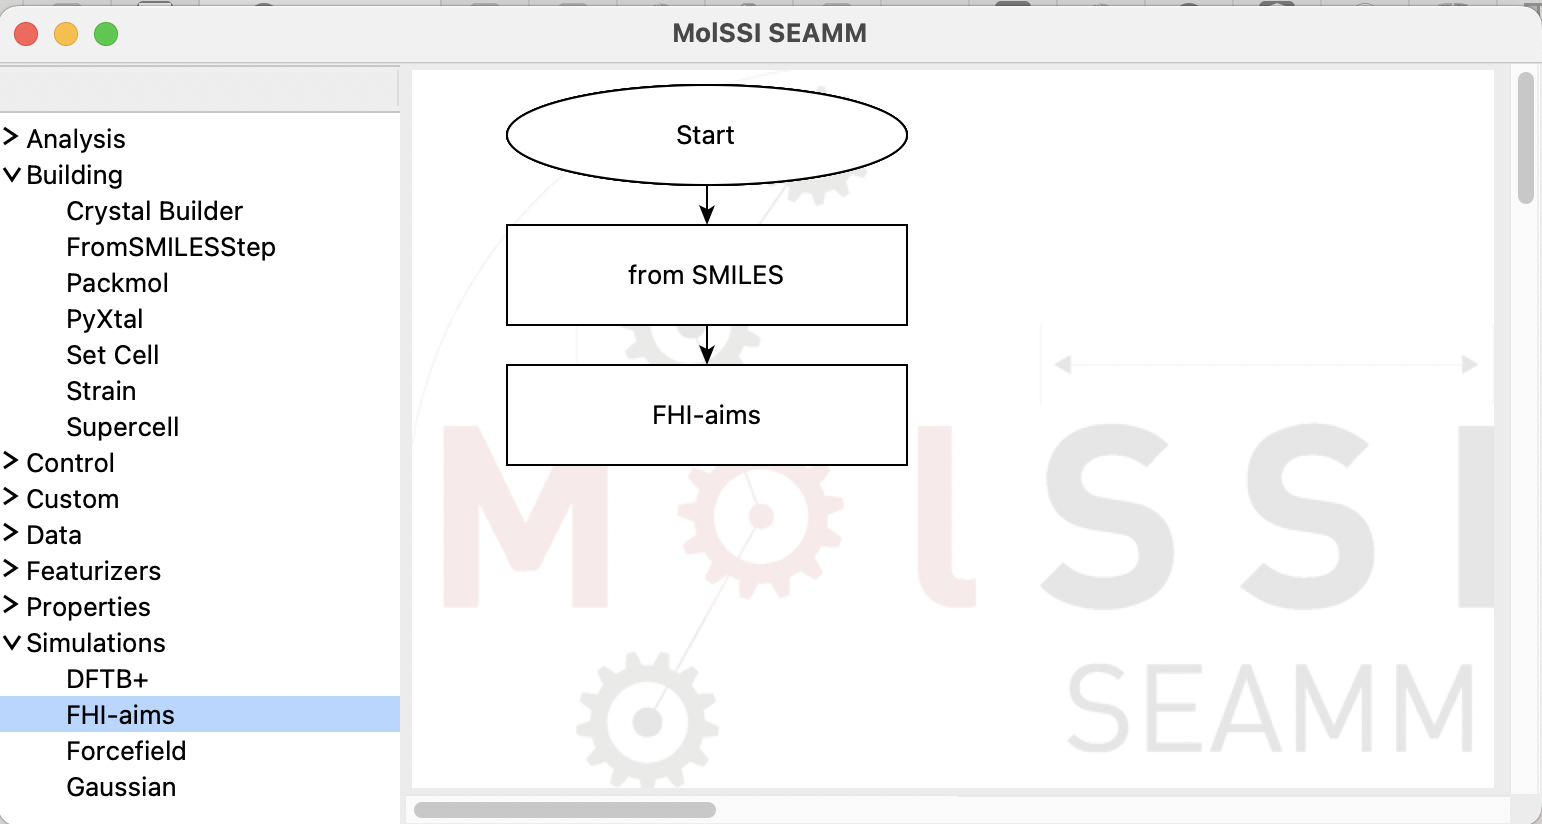 MolSSI SEAMM
Analysis
Building
Crystal Builder
FromSMILESStep
Packmol
PyXtal
Set Cell
Strain
Supercell
Control
Custom
Data
Featurizers
Properties
Simulations
DFTB+
FHI-aims
Forcefield
Gaussian
Start
from SMILES
FHI-aims
MolSSI
SEAMM